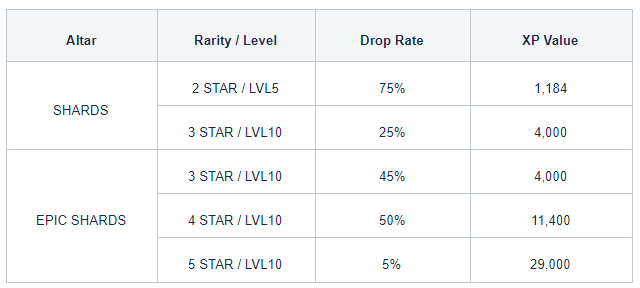 Altar Rarity / Level Drop Rate XP Value
SHARDS
2 STAR / LVL5 75% 1,184
3 STAR / LVL10 25% 4,000
EPIC SHARDS
3 STAR / LVL10 45% 4,000
4 STAR / LVL10 50% 11,400
5 STAR / LVL10 5% 29,000